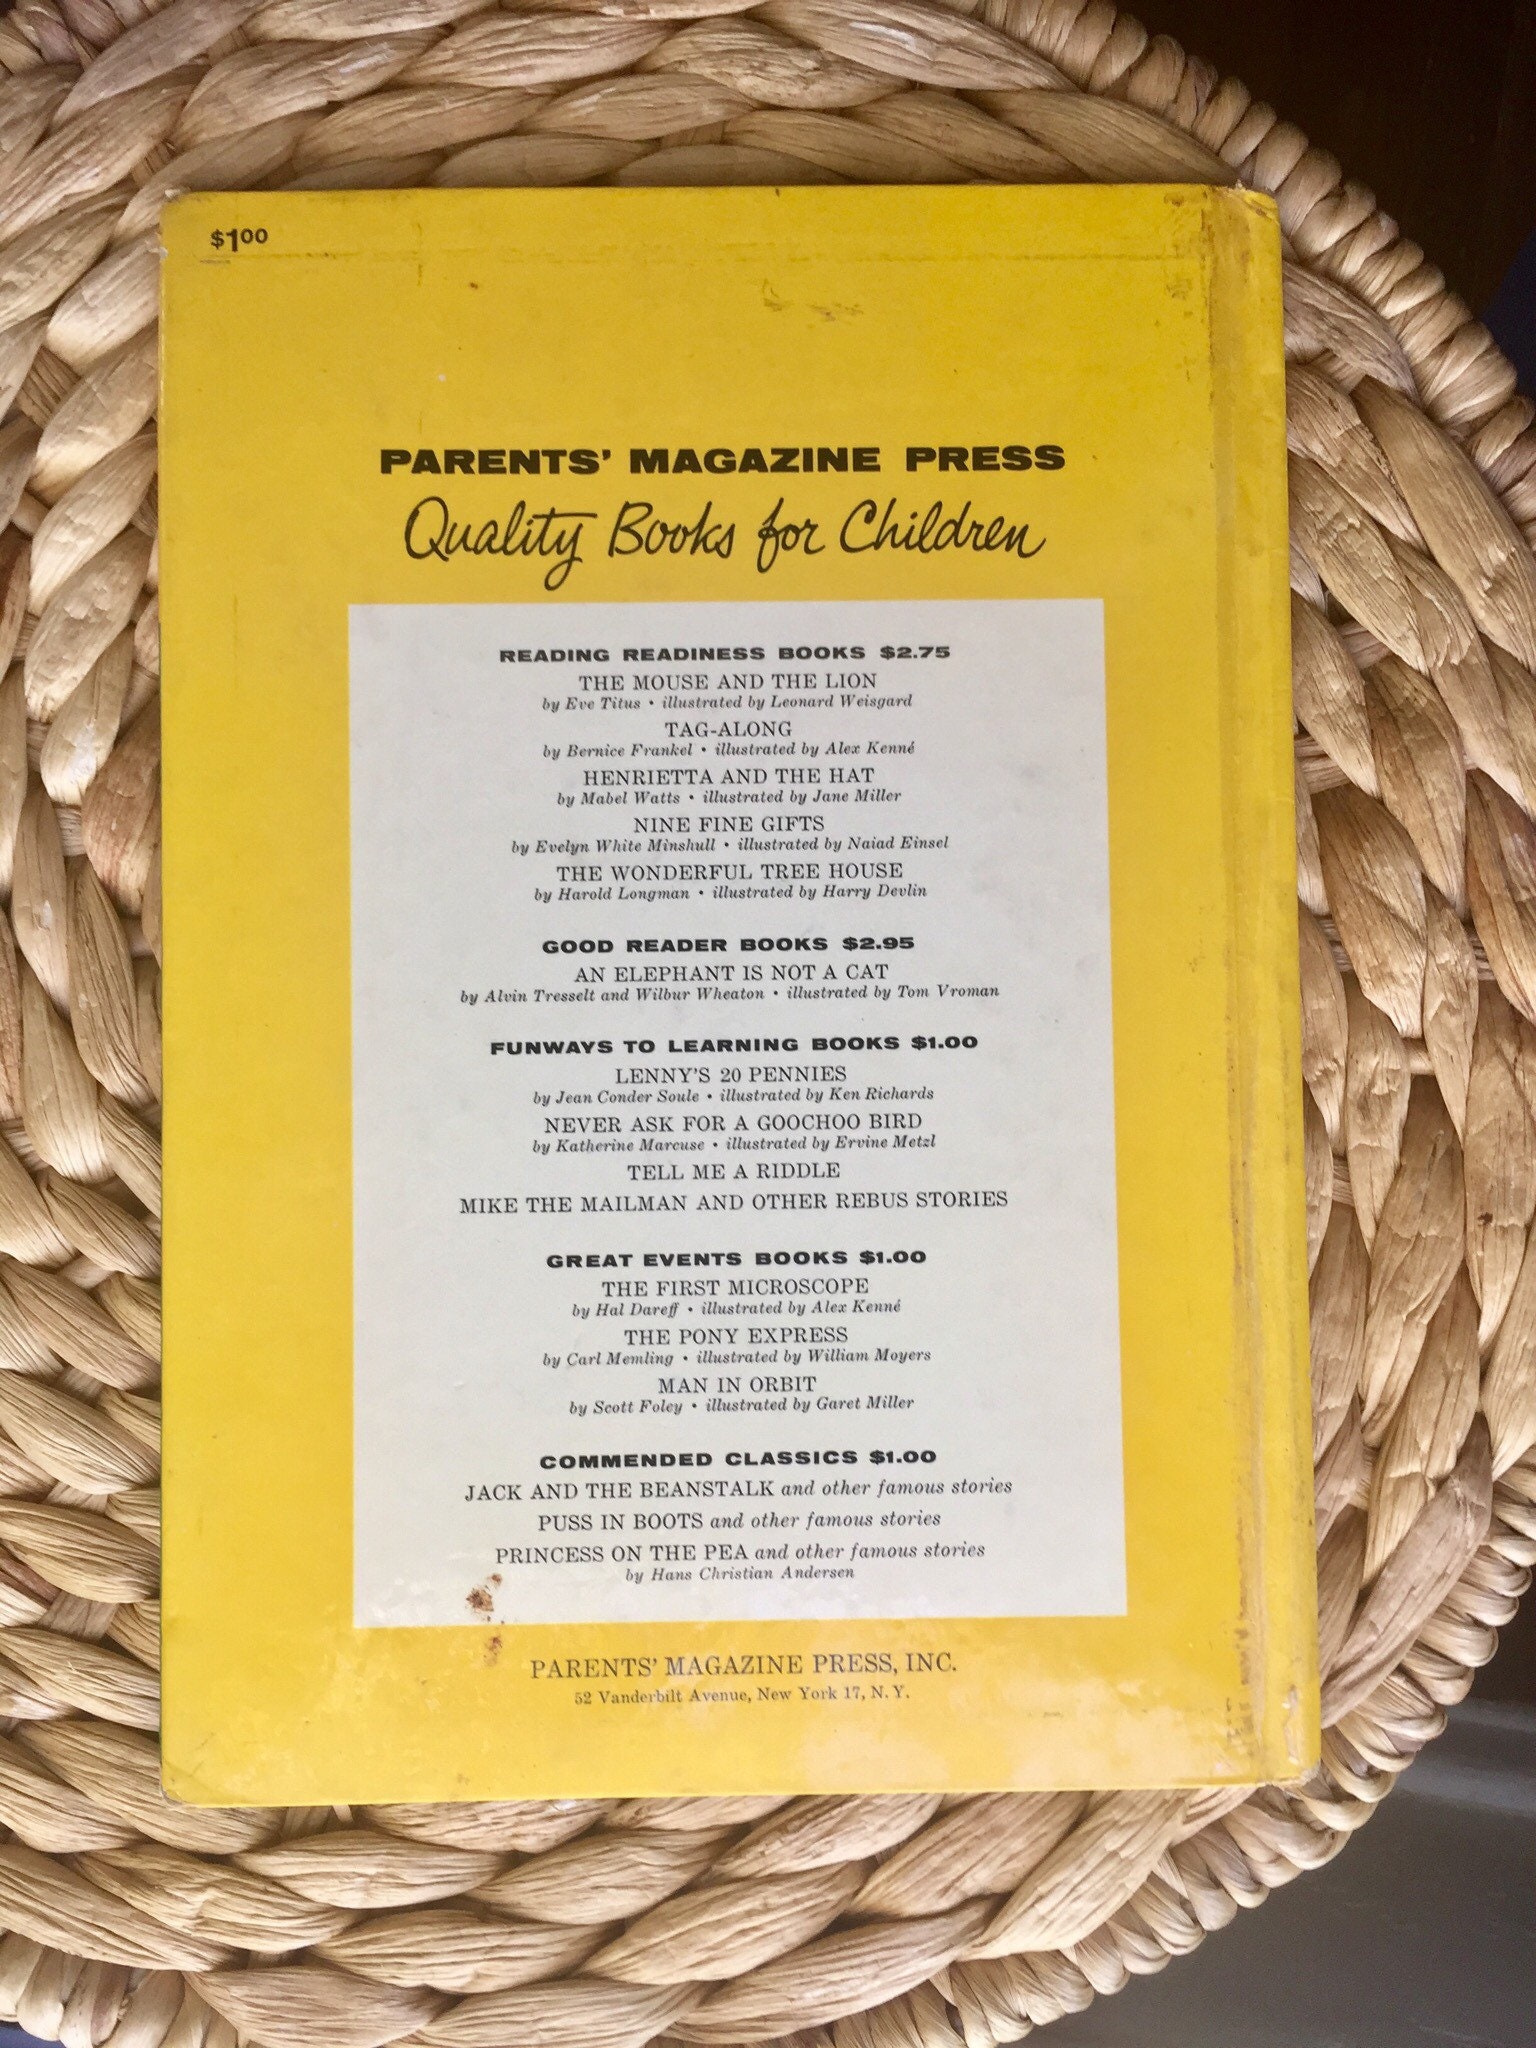 $1.00
PARENTS' MAGAZINE PRESS
Quality Books for Children
READING READINESS BOOKS $2.75
THE MOUSE AND THE LION
by Eve Titus • illustrated by Leonard Weisgard
TAG-ALONG
by Bernice Frankel • illustrated by Alex Kenné
HENRIETTA AND THE HAT
by Mabel Watts • illustrated by Jane Miller
NINE FINE GIFTS
by Evelyn White Minshull • illustrated by Naiad Einsel
THE WONDERFUL TREE HOUSE
by Harold Longman • illustrated by Harry Devlin
GOOD READER BOOKS $2.95
AN ELEPHANT IS NOT A CAT
by Alvin Tresselt and Wilbur Wheaton • illustrated by Tom Vroman
FUNWAYS TO LEARNING BOOKS $1.00
LENNY'S 20 PENNIES
by Jean Conder Soule • illustrated by Ken Richards
NEVER ASK FOR A GOOCHOO BIRD
by Katherine Marcuse • illustrated by Ervine Metzl
TELL ME A RIDDLE
MIKE THE MAILMAN AND OTHER REBUS STORIES
GREAT EVENTS BOOKS $1.00
THE FIRST MICROSCOPE
by Hal Dareff • illustrated by Alex Kenné
THE PONY EXPRESS
by Carl Memling • illustrated by William Moyers
MAN IN ORBIT
by Scott Foley • illustrated by Garet Miller
COMMENDED CLASSICS $1.00
JACK AND THE BEANSTALK and other famous stories
PUSS IN BOOTS and other famous stories
PRINCESS ON THE PEA and other famous stories
by Hans Christian Andersen
PARENTS' MAGAZINE PRESS, INC.
52 Vanderbilt Avenue, New York 17, N. Y.